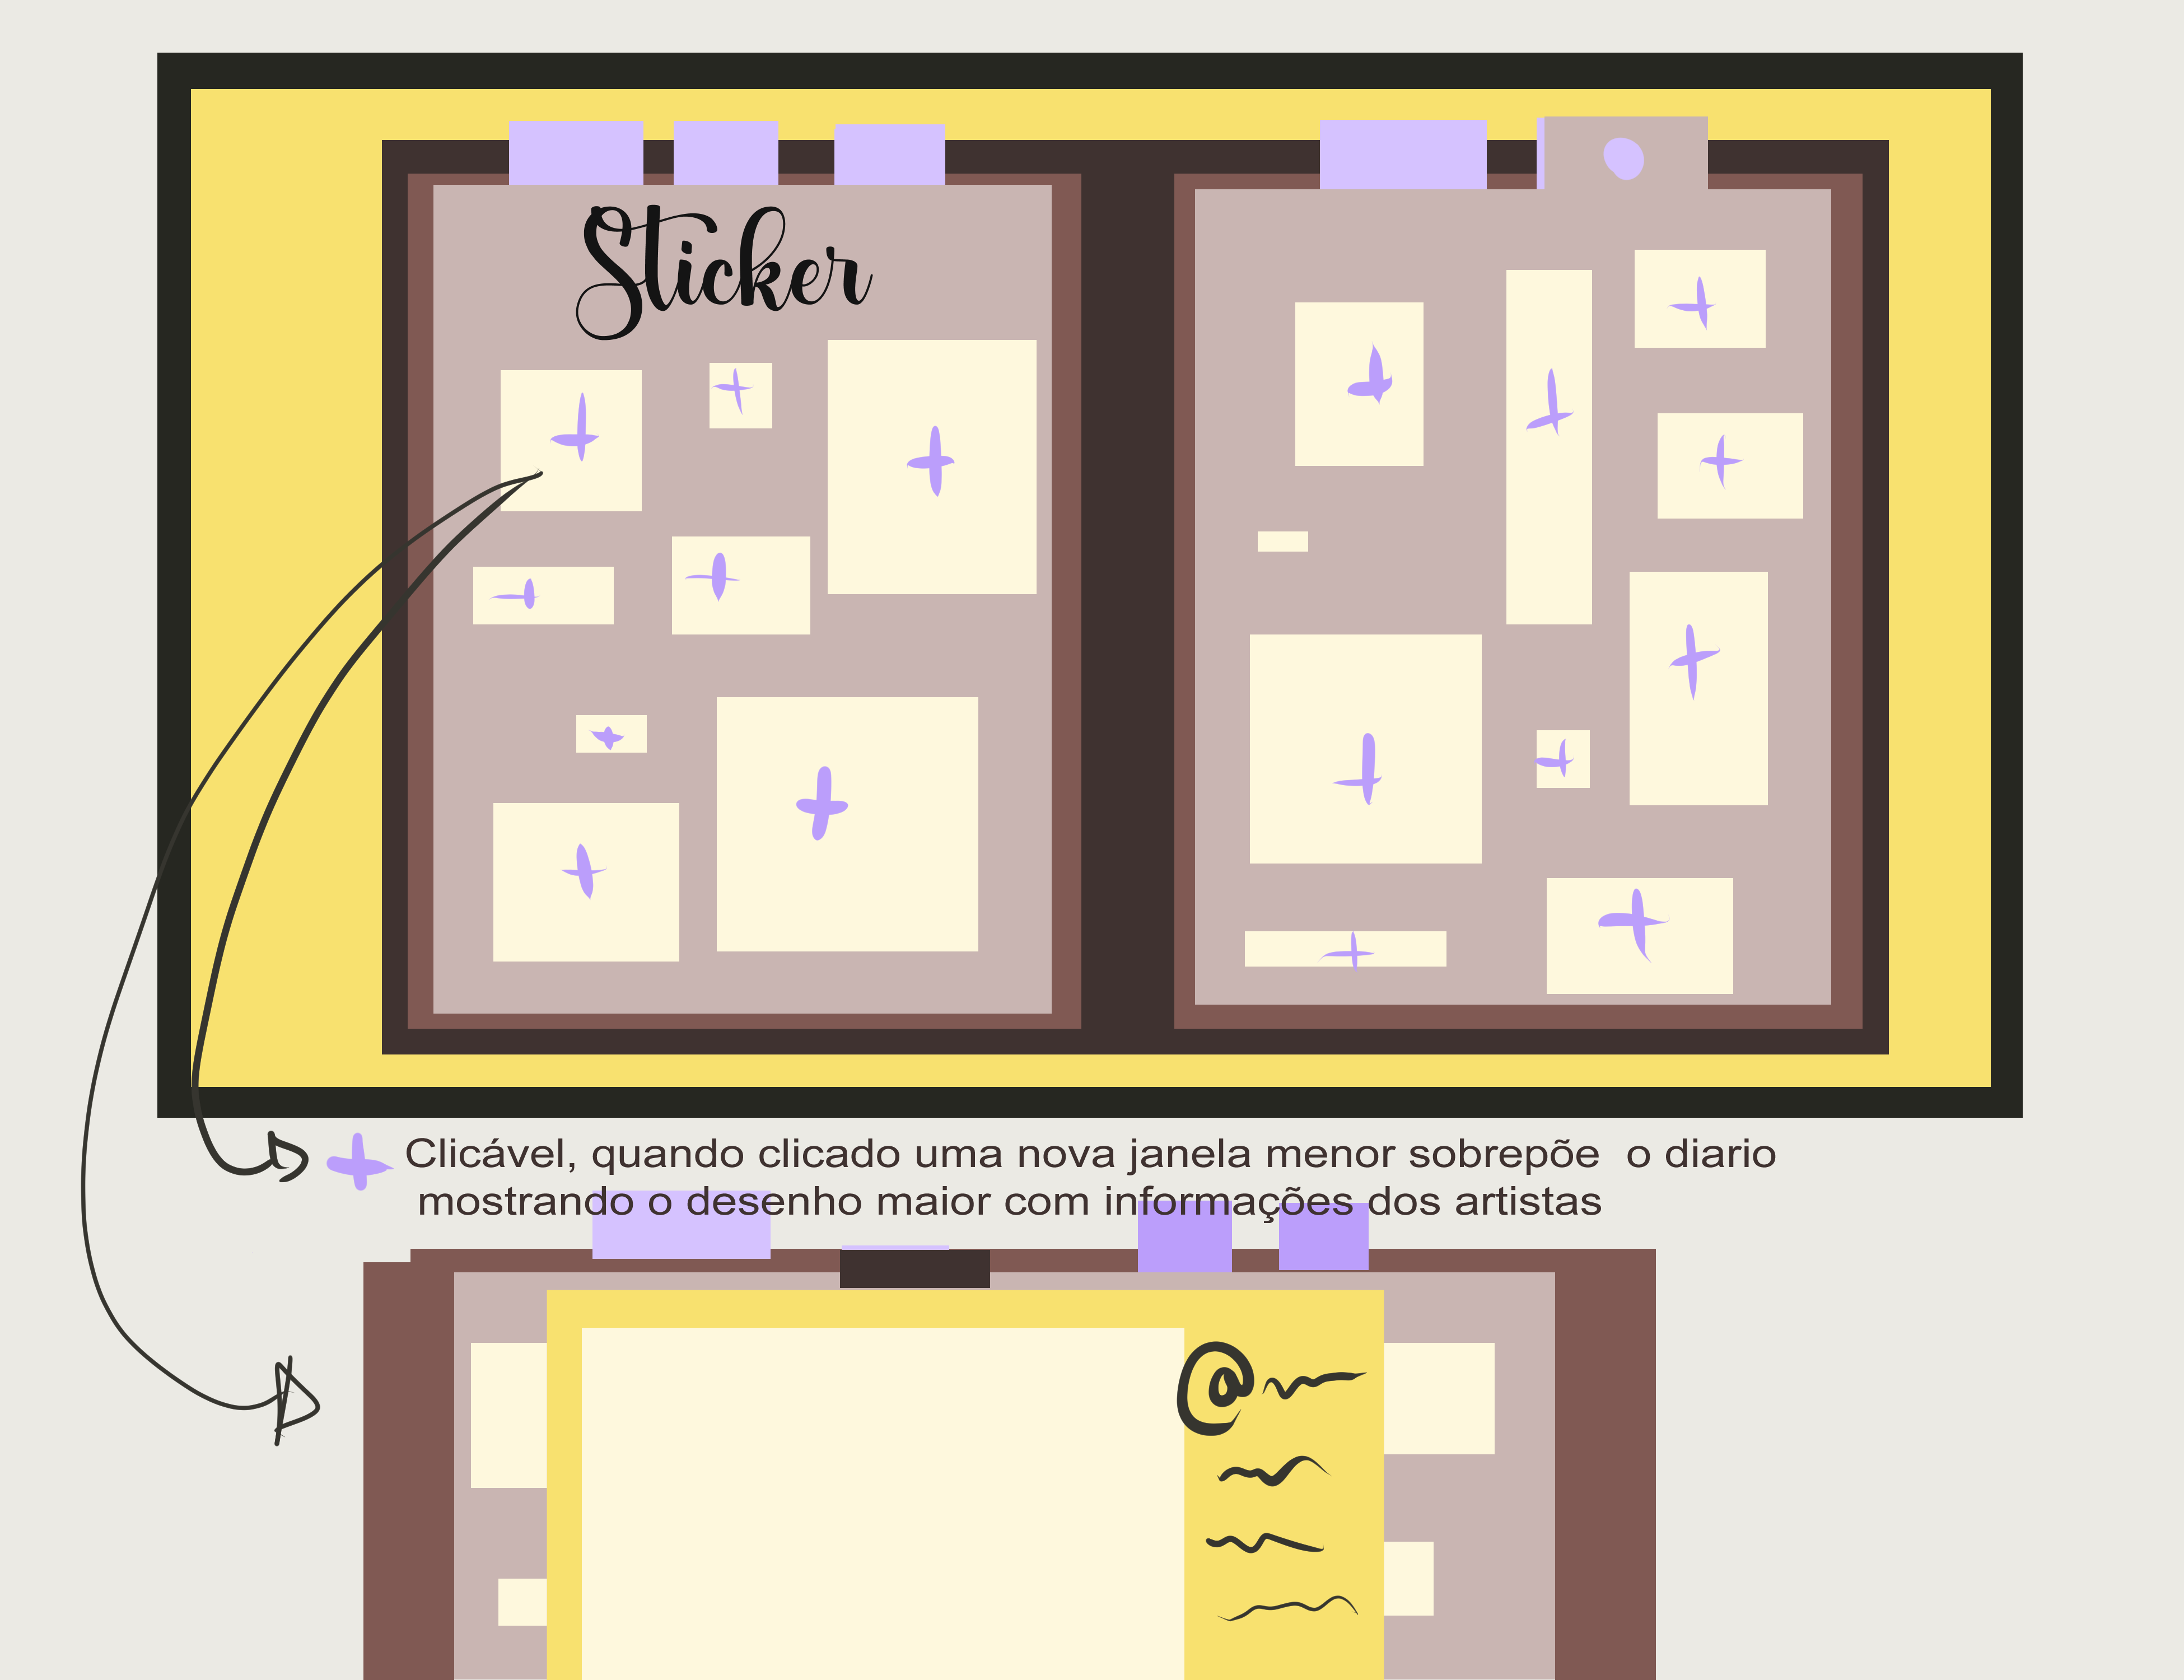 Sticker
Clicável, quando clicado uma nova janela menor sobrepõe  o diario
mostrando o desenho maior com informações dos artistas
@